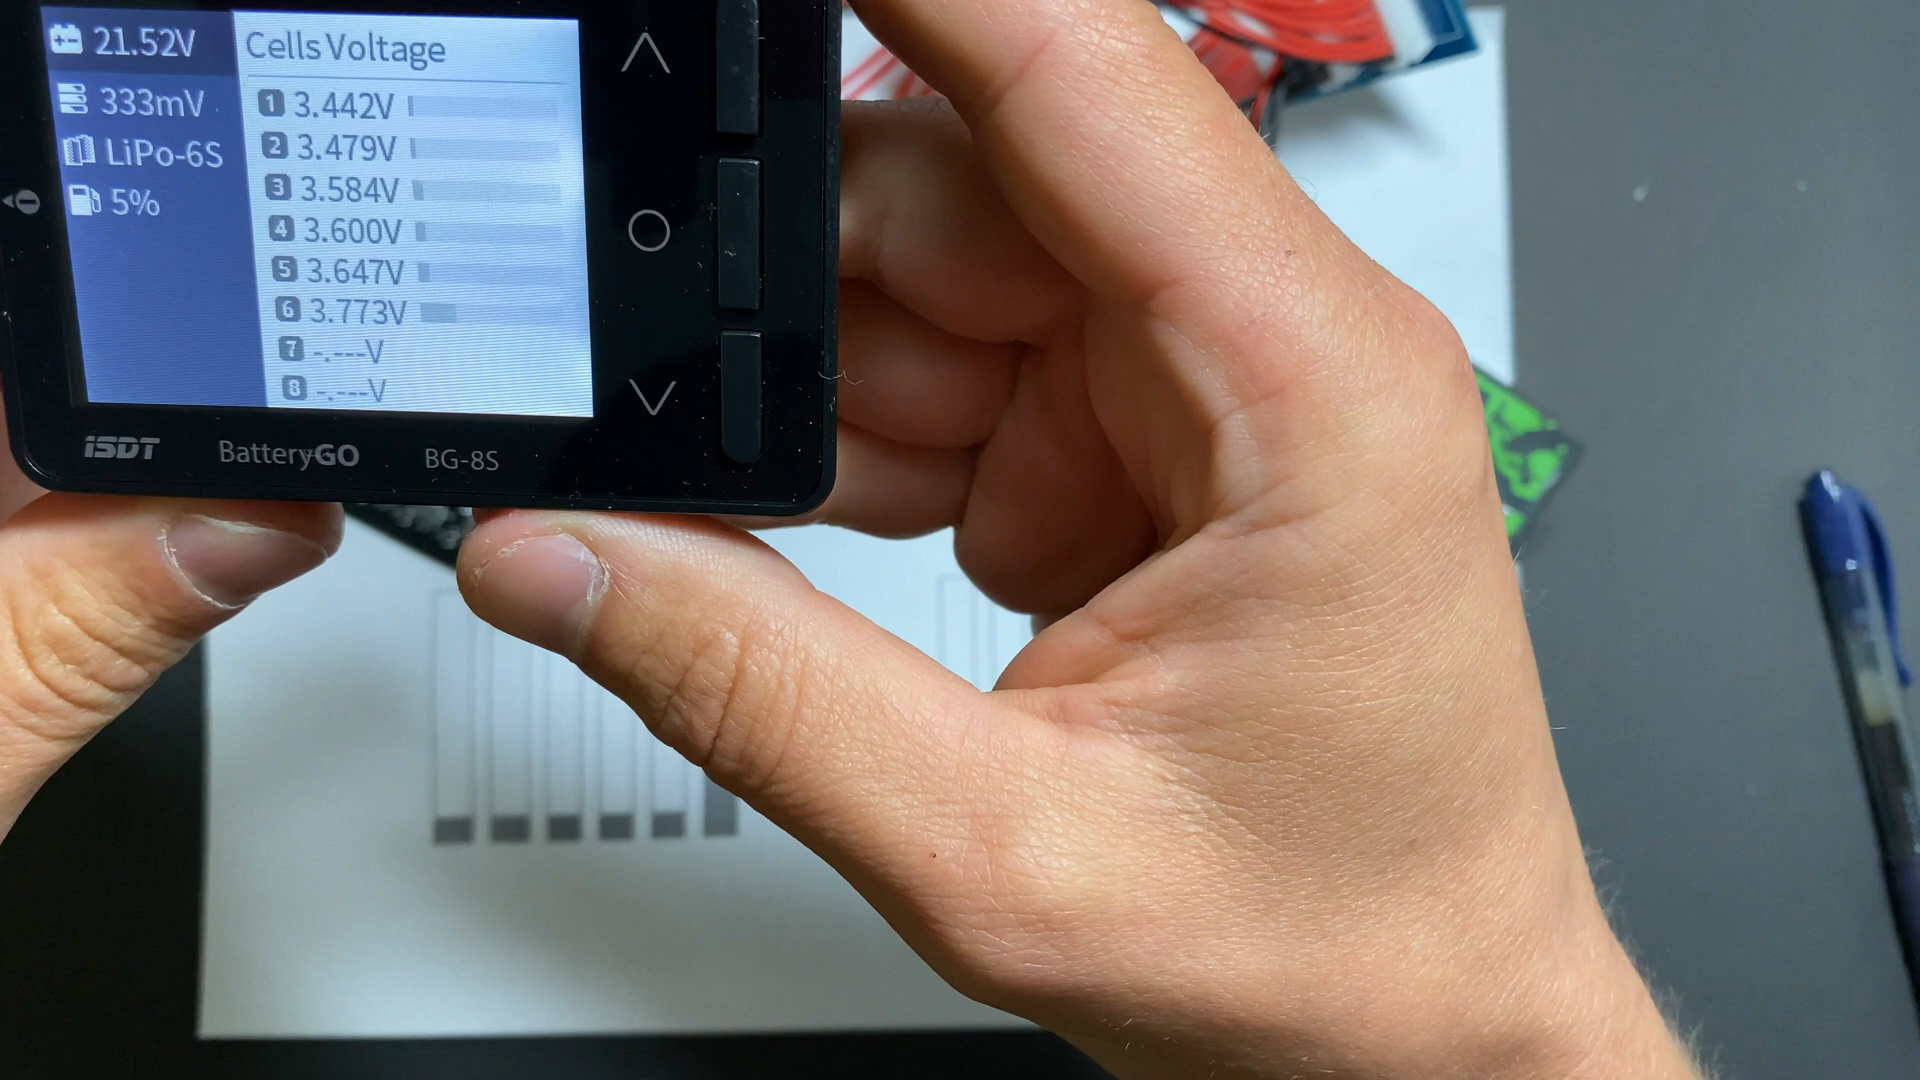 21.52V
333mV
LiPo-6S
5%
Cells Voltage
1 3.442V
2 3.479V
3 3.584V
4 3.600V
5 3.647V
6 3.773V
7 -.---V
8 -.---V
iSDT BatteryGO BG-8S